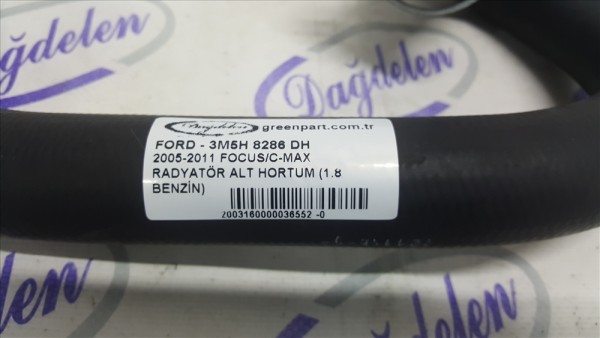 Dağdelen
Dağdelen
Dağdelen greenpart.com.tr
FORD - 3M5H 8286 DH
2005-2011 FOCUS/C-MAX
RADYATÖR ALT HORTUM (1.8
BENZİN)
2003160000036552 -0
Dağdelen